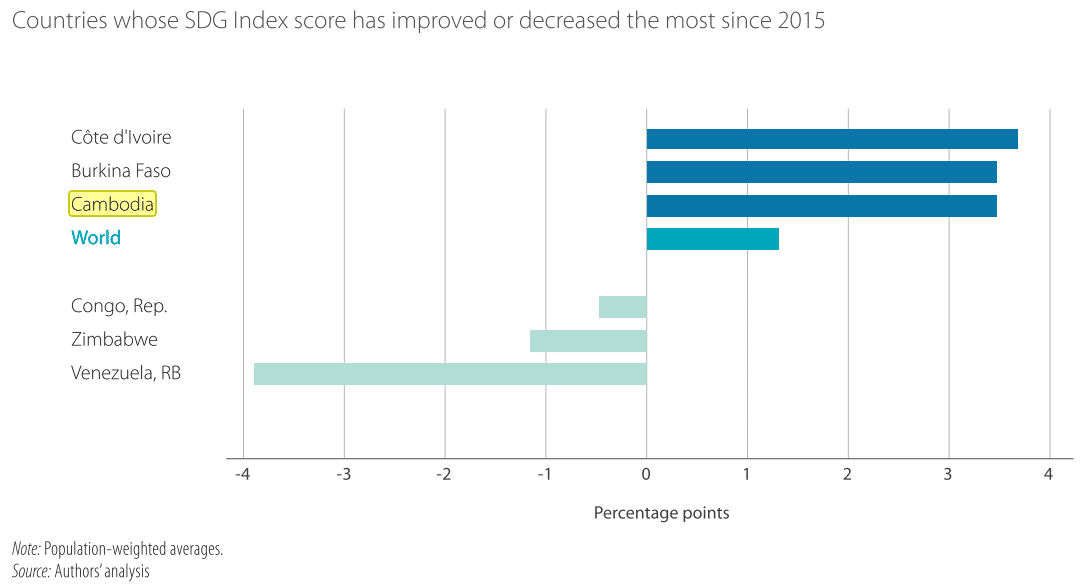 Countries whose SDG Index score has improved or decreased the most since 2015
Côte d'Ivoire
Burkina Faso
Cambodia
World
Congo, Rep.
Zimbabwe
Venezuela, RB
-4 -3 -2 -1 0 1 2 3 4
Percentage points
Note: Population-weighted averages.
Source: Authors' analysis